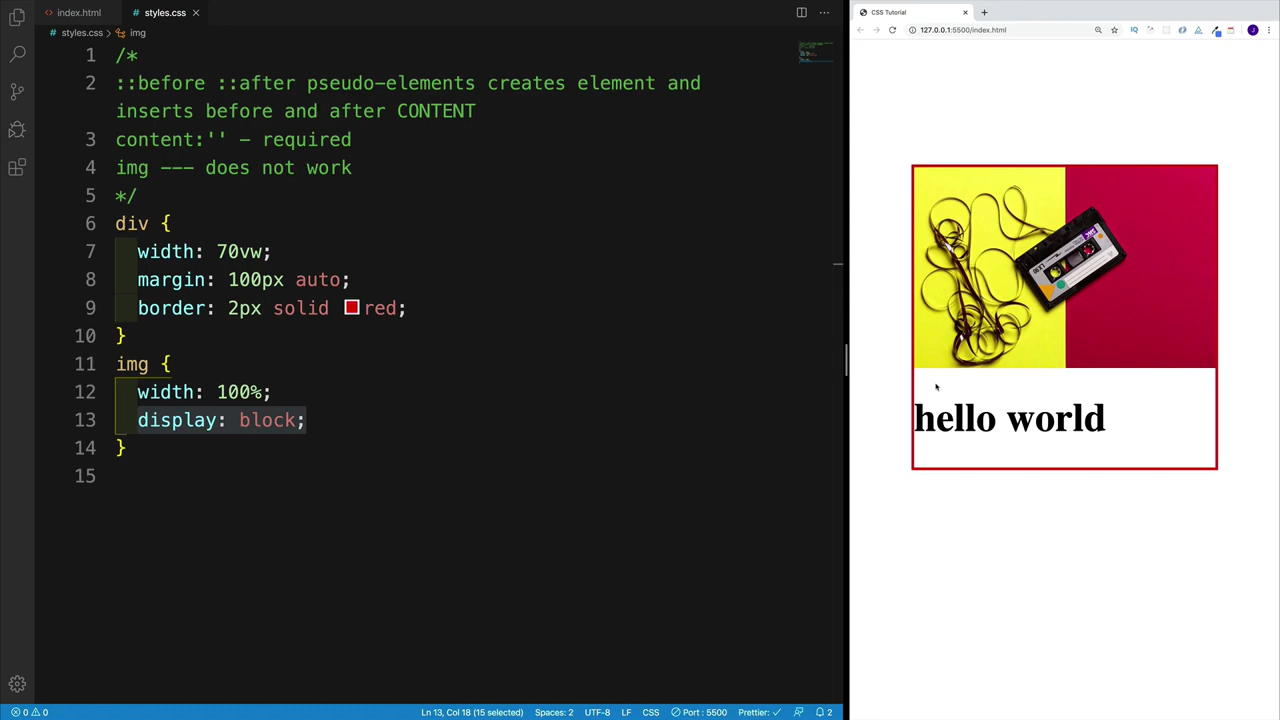 index.html
styles.css
styles.css
img
1 /*
2 ::before ::after pseudo-elements creates element and
inserts before and after CONTENT
3 content:'' - required
4 img --- does not work
5 */
6 div {
7 width: 70vw;
8 margin: 100px auto;
9 border: 2px solid red;
10 }
11 img {
12 width: 100%;
13 display: block;
14 }
15
0 0
Ln 13, Col 18 (15 selected)
Spaces: 2
UTF-8
LF
CSS
Port : 5500
Prettier: ✓
2
CSS Tutorial
127.0.0.1:5500/index.html
hello world